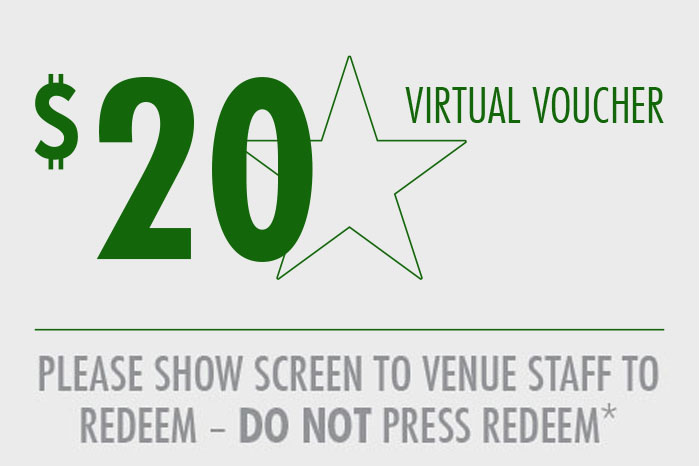 $20
VIRTUAL VOUCHER
PLEASE SHOW SCREEN TO VENUE STAFF TO
REDEEM – DO NOT PRESS REDEEM*